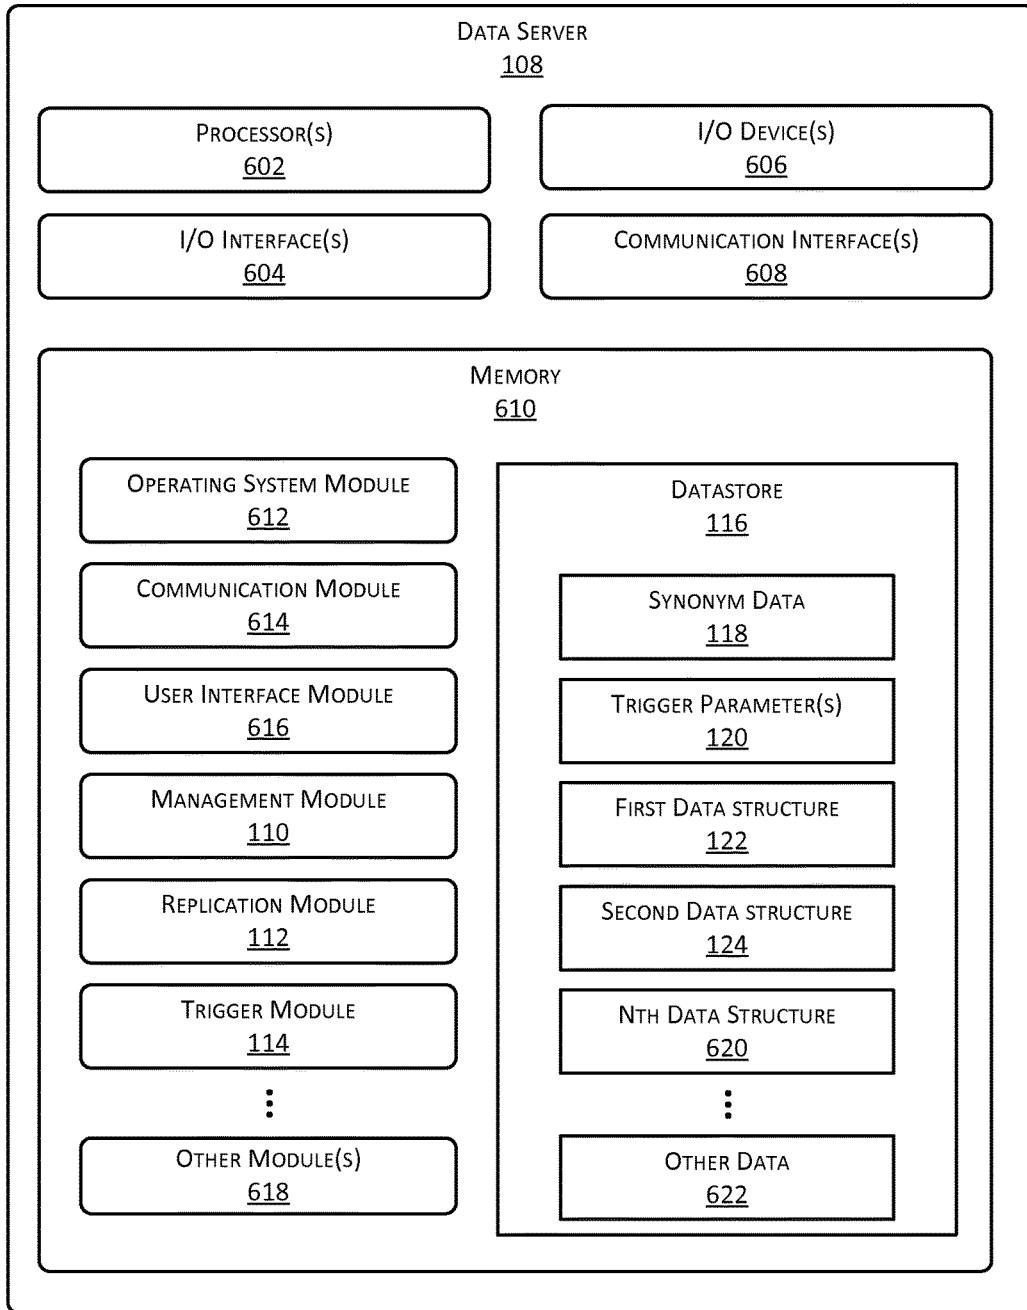 DATA SERVER
108
PROCESSOR(S)
602
I/O DEVICE(S)
606
I/O INTERFACE(S)
604
COMMUNICATION INTERFACE(S)
608
MEMORY
610
OPERATING SYSTEM MODULE
612
COMMUNICATION MODULE
614
USER INTERFACE MODULE
616
MANAGEMENT MODULE
110
REPLICATION MODULE
112
TRIGGER MODULE
114
OTHER MODULE(S)
618
DATASTORE
116
SYNONYM DATA
118
TRIGGER PARAMETER(S)
120
FIRST DATA STRUCTURE
122
SECOND DATA STRUCTURE
124
NTH DATA STRUCTURE
620
OTHER DATA
622